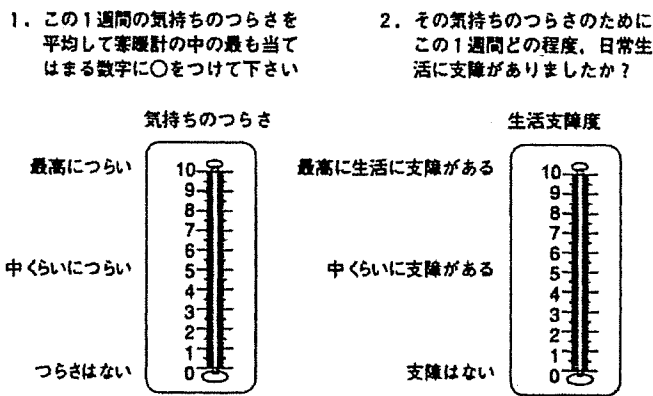 1．この1週間の気持ちのつらさを
平均して寒暖計の中の最も当て
はまる数字に○をつけて下さい
気持ちのつらさ
最高につらい
中くらいにつらい
つらさはない
10
9
8
7
6
5
4
3
2
1
0
2．その気持ちのつらさのために
この1週間どの程度，日常生
活に支障がありましたか？
生活支障度
最高に生活に支障がある
中くらいに支障がある
支障はない
10
9
8
7
6
5
4
3
2
1
0